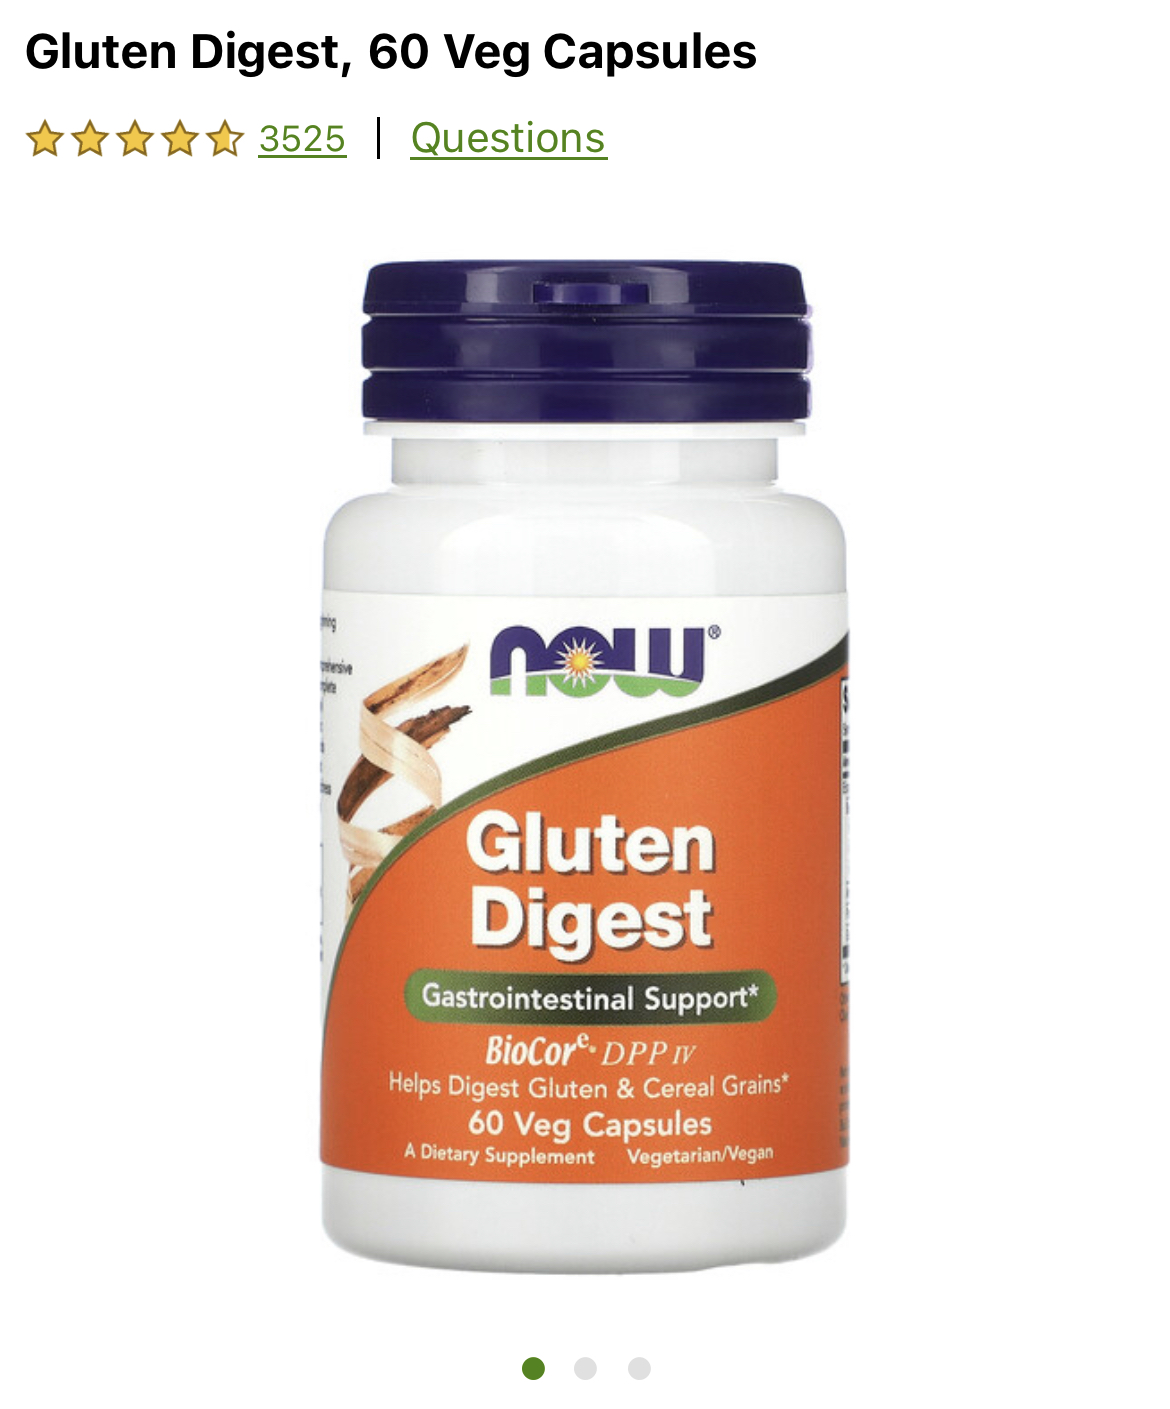 Gluten Digest, 60 Veg Capsules
3525 | Questions
now®
Gluten
Digest
Gastrointestinal Support*
BioCore® DPP IV
Helps Digest Gluten & Cereal Grains*
60 Veg Capsules
A Dietary Supplement Vegetarian/Vegan